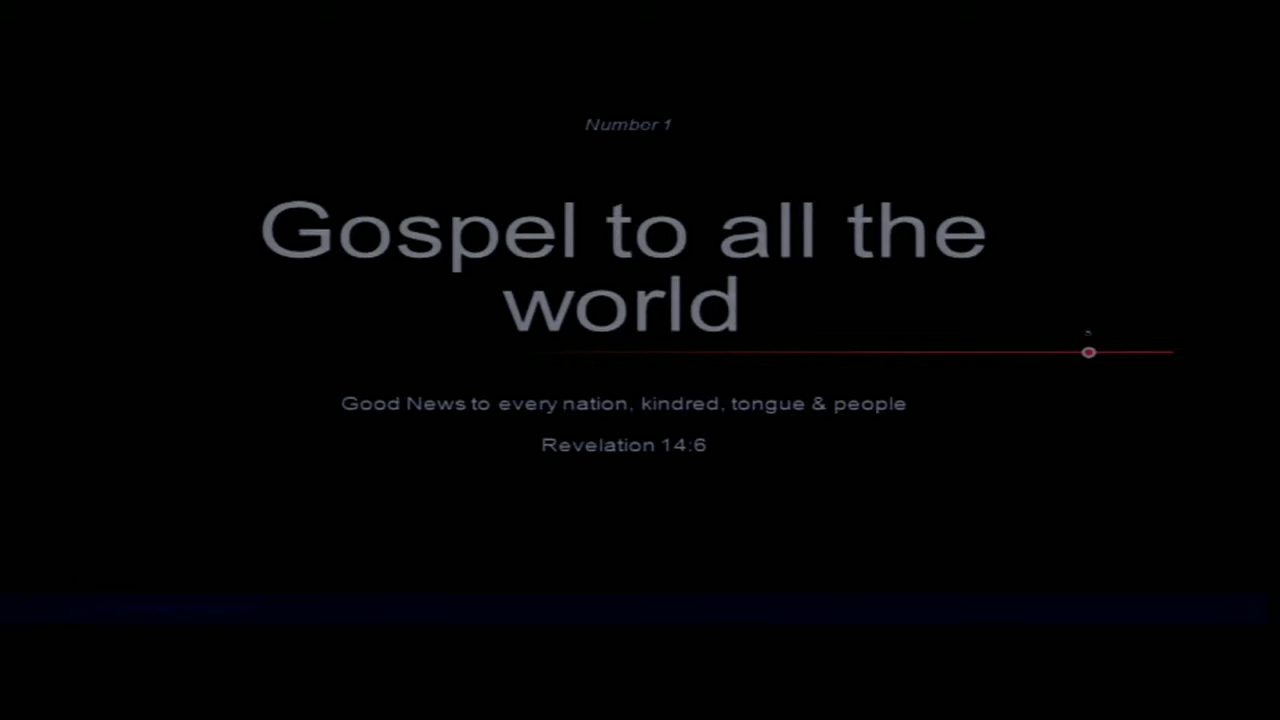 Number 1
Gospel to all the
world
Good News to every nation, kindred, tongue & people
Revelation 14:6